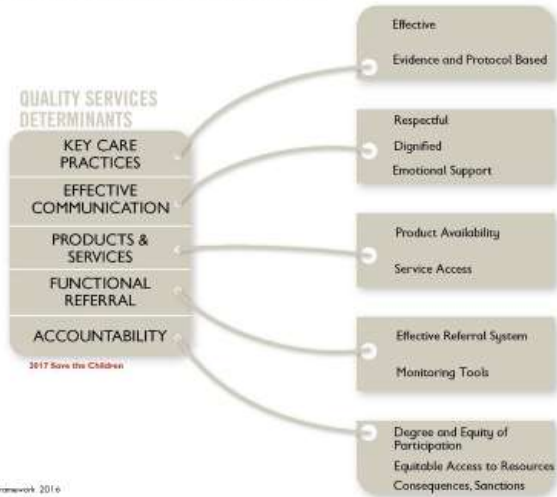 QUALITY SERVICES
DETERMINANTS
KEY CARE
PRACTICES
EFFECTIVE
COMMUNICATION
PRODUCTS &
SERVICES
FUNCTIONAL
REFERRAL
ACCOUNTABILITY
2017 Save the Children
Effective
Evidence and Protocol Based
Respectful
Dignified
Emotional Support
Product Availability
Service Access
Effective Referral System
Monitoring Tools
Degree and Equity of
Participation
Equitable Access to Resources
Consequences, Sanctions
2016